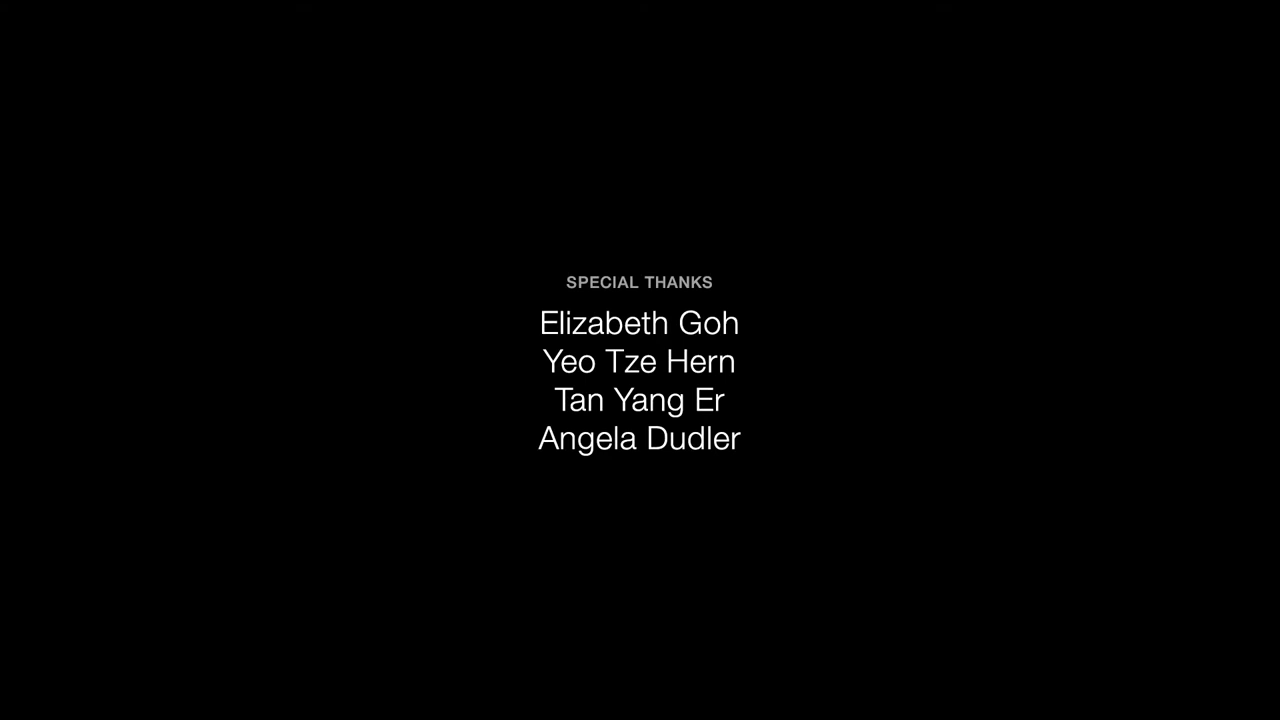 SPECIAL THANKS
Elizabeth Goh
Yeo Tze Hern
Tan Yang Er
Angela Dudler